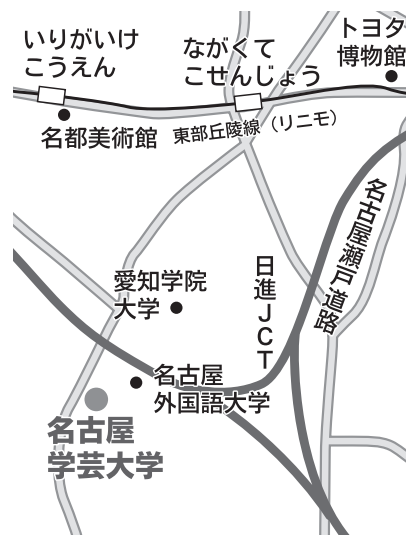 いりがいけ
こうえん
ながくて
こせんじょう
トヨタ
博物館
名都美術館
東部丘陵線（リニモ）
名古屋瀬戸道路
愛知学院
大学
日進JCT
名古屋
外国語大学
名古屋
学芸大学